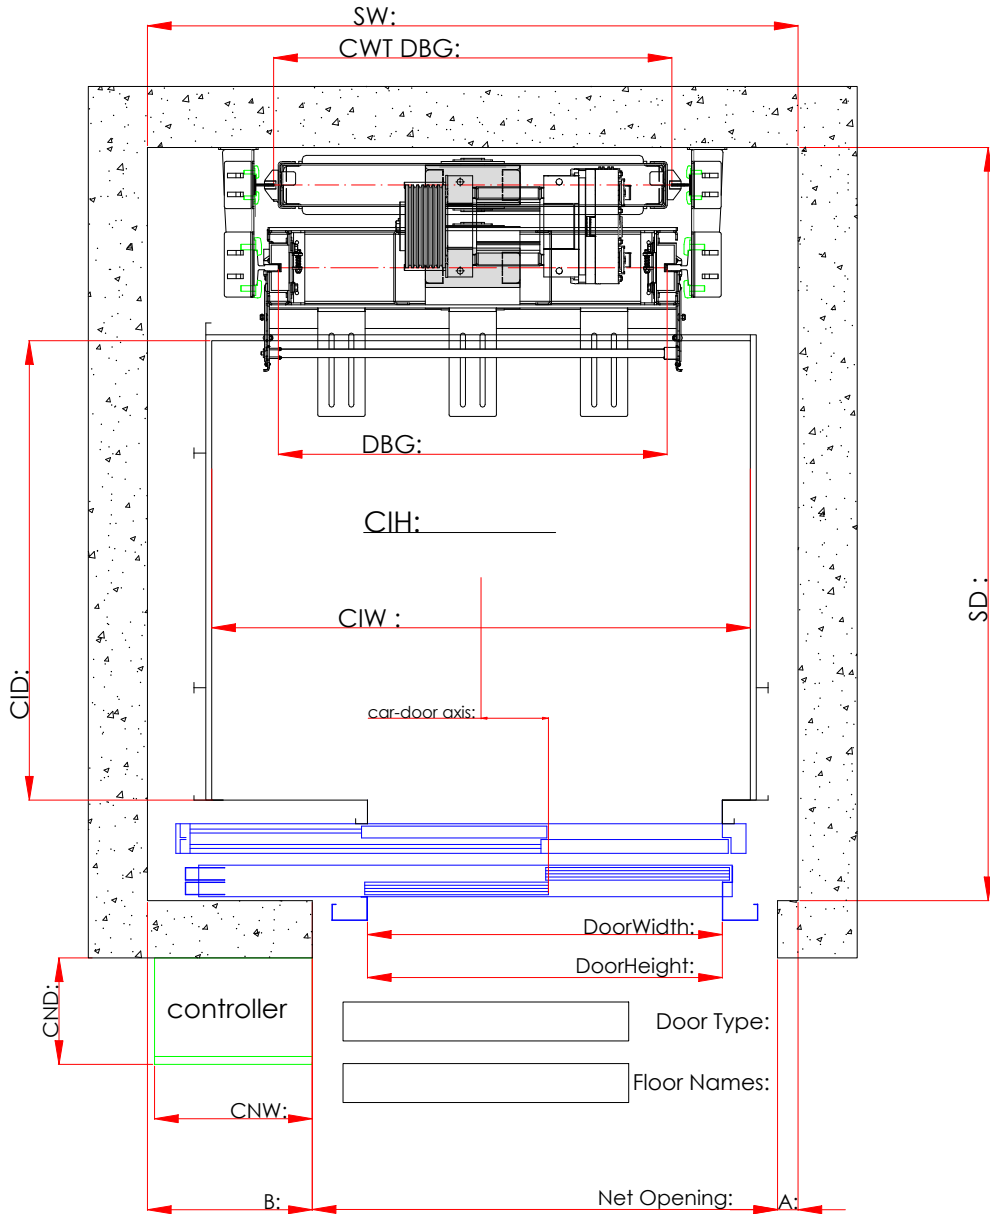 SW:
CWT DBG:
DBG:
CIH:
SD :
CIW :
CID:
car-door axis:
DoorWidth:
DoorHeight:
CND:
controller
Door Type:
Floor Names:
CNW:
B:
Net Opening:
A: